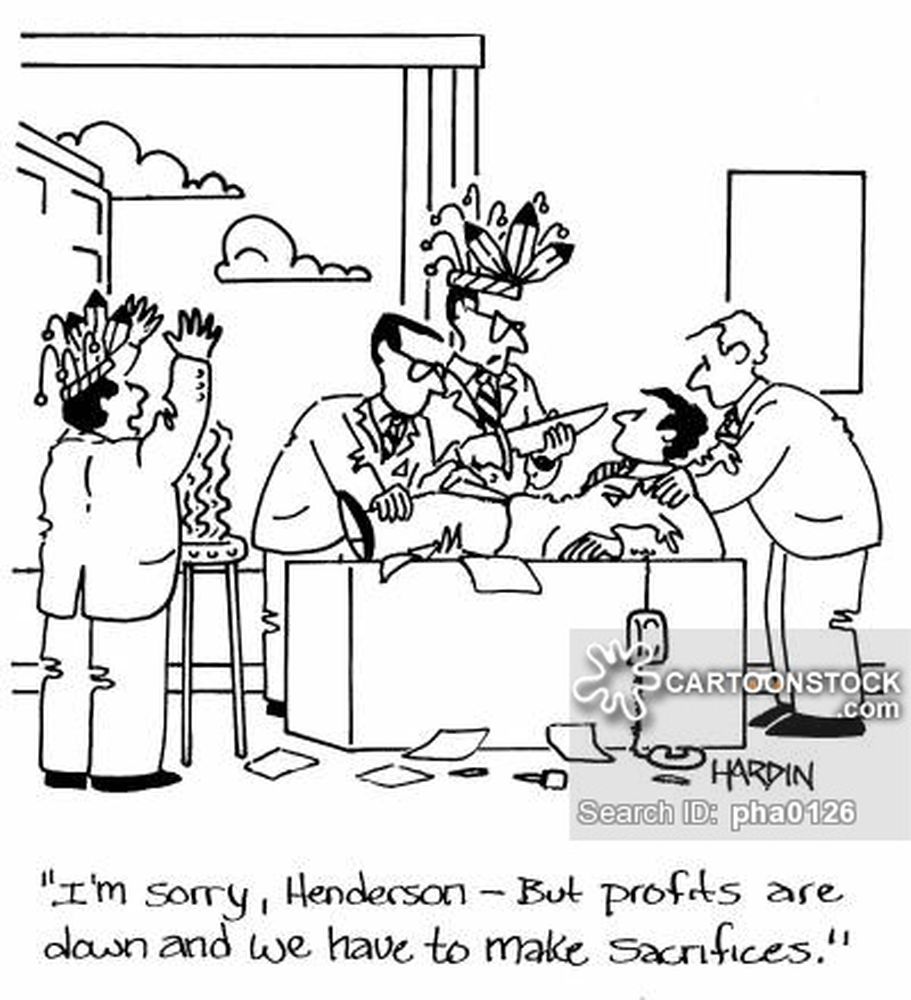 CARTOONSTOCK
.com
HARDIN
Search ID: pha0126
"I'm sorry, Henderson – But profits are
down and we have to make sacrifices."